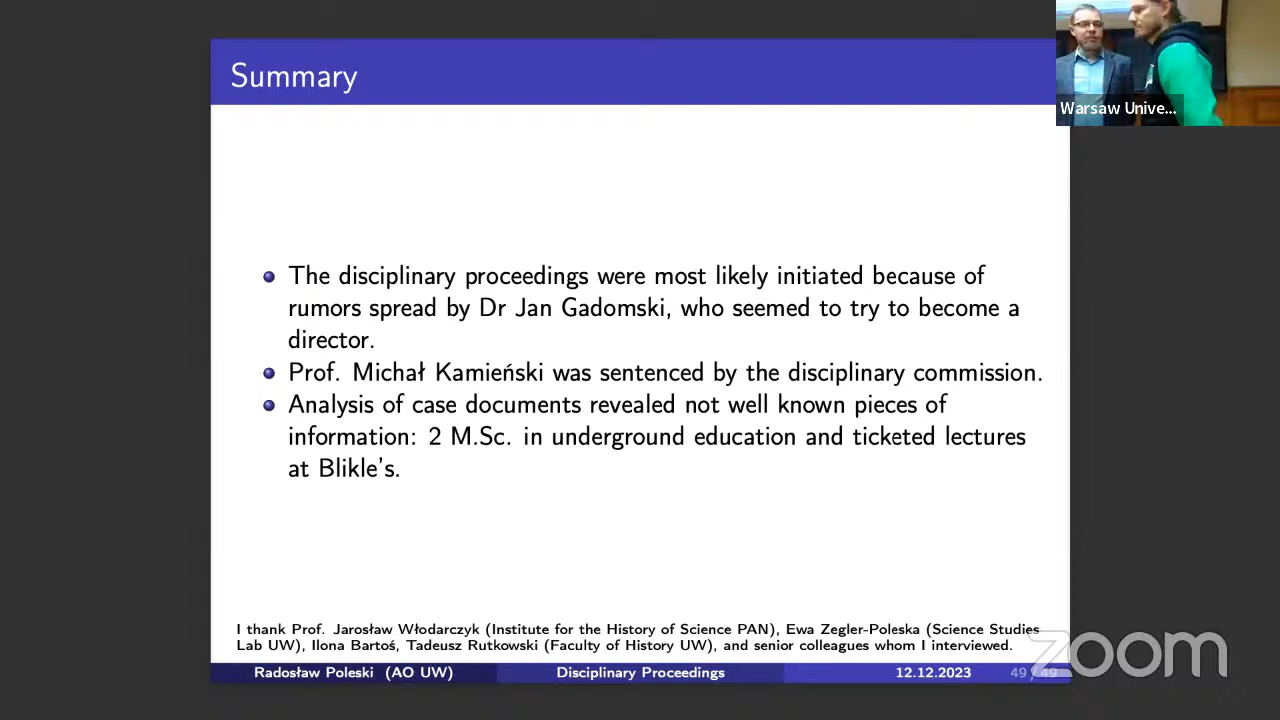 Summary
Warsaw Unive...
The disciplinary proceedings were most likely initiated because of
rumors spread by Dr Jan Gadomski, who seemed to try to become a
director.
Prof. Michał Kamieński was sentenced by the disciplinary commission.
Analysis of case documents revealed not well known pieces of
information: 2 M.Sc. in underground education and ticketed lectures
at Blikle's.
I thank Prof. Jarosław Włodarczyk (Institute for the History of Science PAN), Ewa Zegler-Poleska (Science Studies
Lab UW), Ilona Bartoś, Tadeusz Rutkowski (Faculty of History UW), and senior colleagues whom I interviewed.
Radosław Poleski (AO UW) Disciplinary Proceedings 12.12.2023 49 / 49
zoom